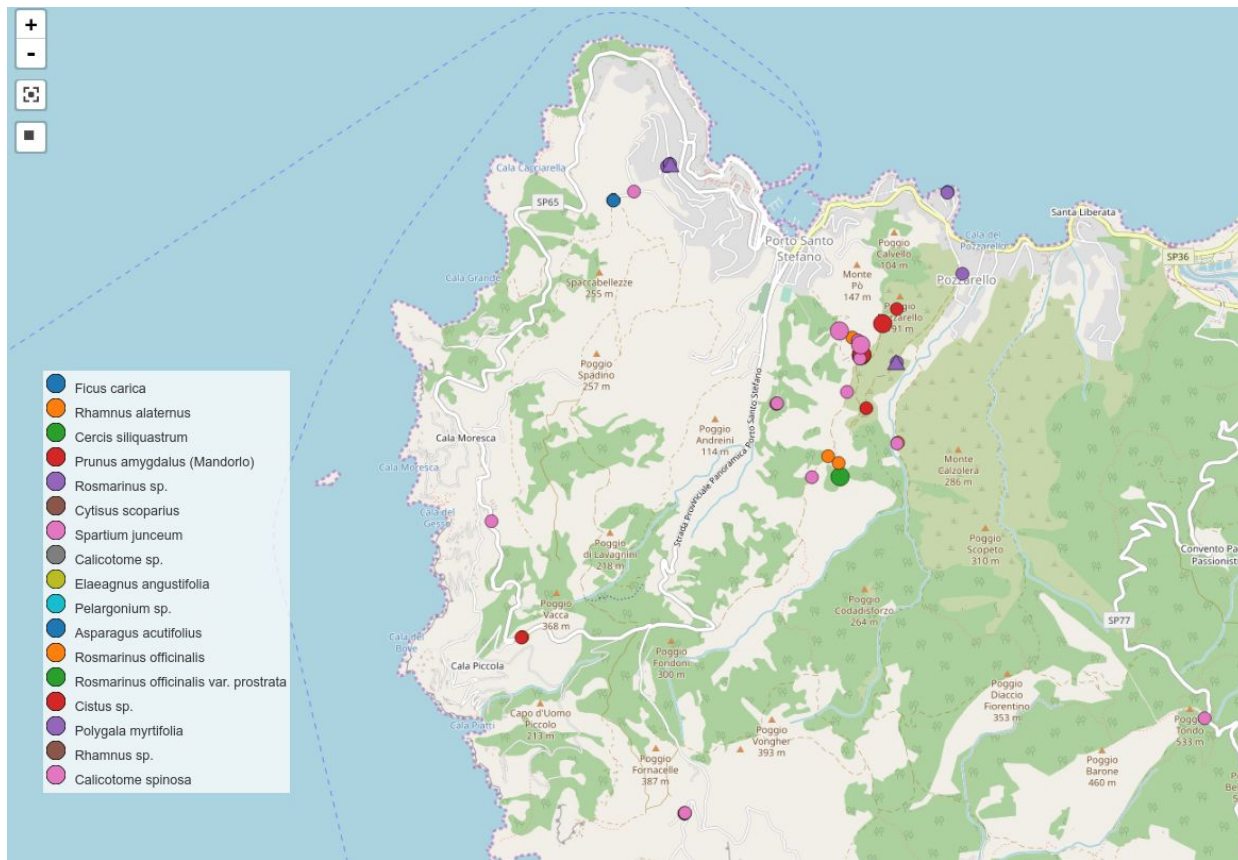 +
-
Cala Cacciarella
SP65
Porto Santo
Stefano
Poggio
Calvello
104 m
Santa Liberata
Cala del
Pozzarello
SP36
Pozzarello
Monte
Pò
147 m
Cala Grande
Spaccabellezze
255 m
Poggio
91 m
Poggio
Spadino
257 m
Strada Provinciale Panoramica Porto Santo Stefano
Poggio
Andreini
114 m
Cala Moresca
Cala Moresca
Monte
Calzolera
286 m
Cala del
Gesso
Poggio
di Lavagnini
218 m
Poggio
Scopeto
310 m
Convento Pa
Passionist
Poggio
Vacca
368 m
Poggio
Codadisforzo
264 m
SP77
Cala del
Bove
Cala Piccola
Poggio
Fondoni
300 m
Poggio
Diaccio
Fiorentino
353 m
Cala Piatti
Capo d'Uomo
Piccolo
213 m
Poggio
Vongher
393 m
Tondo
533 m
Poggio
Fornacelle
387 m
Poggio
Barone
460 m
Ficus carica
Rhamnus alaternus
Cercis siliquastrum
Prunus amygdalus (Mandorlo)
Rosmarinus sp.
Cytisus scoparius
Spartium junceum
Calicotome sp.
Elaeagnus angustifolia
Pelargonium sp.
Asparagus acutifolius
Rosmarinus officinalis
Rosmarinus officinalis var. prostrata
Cistus sp.
Polygala myrtifolia
Rhamnus sp.
Calicotome spinosa